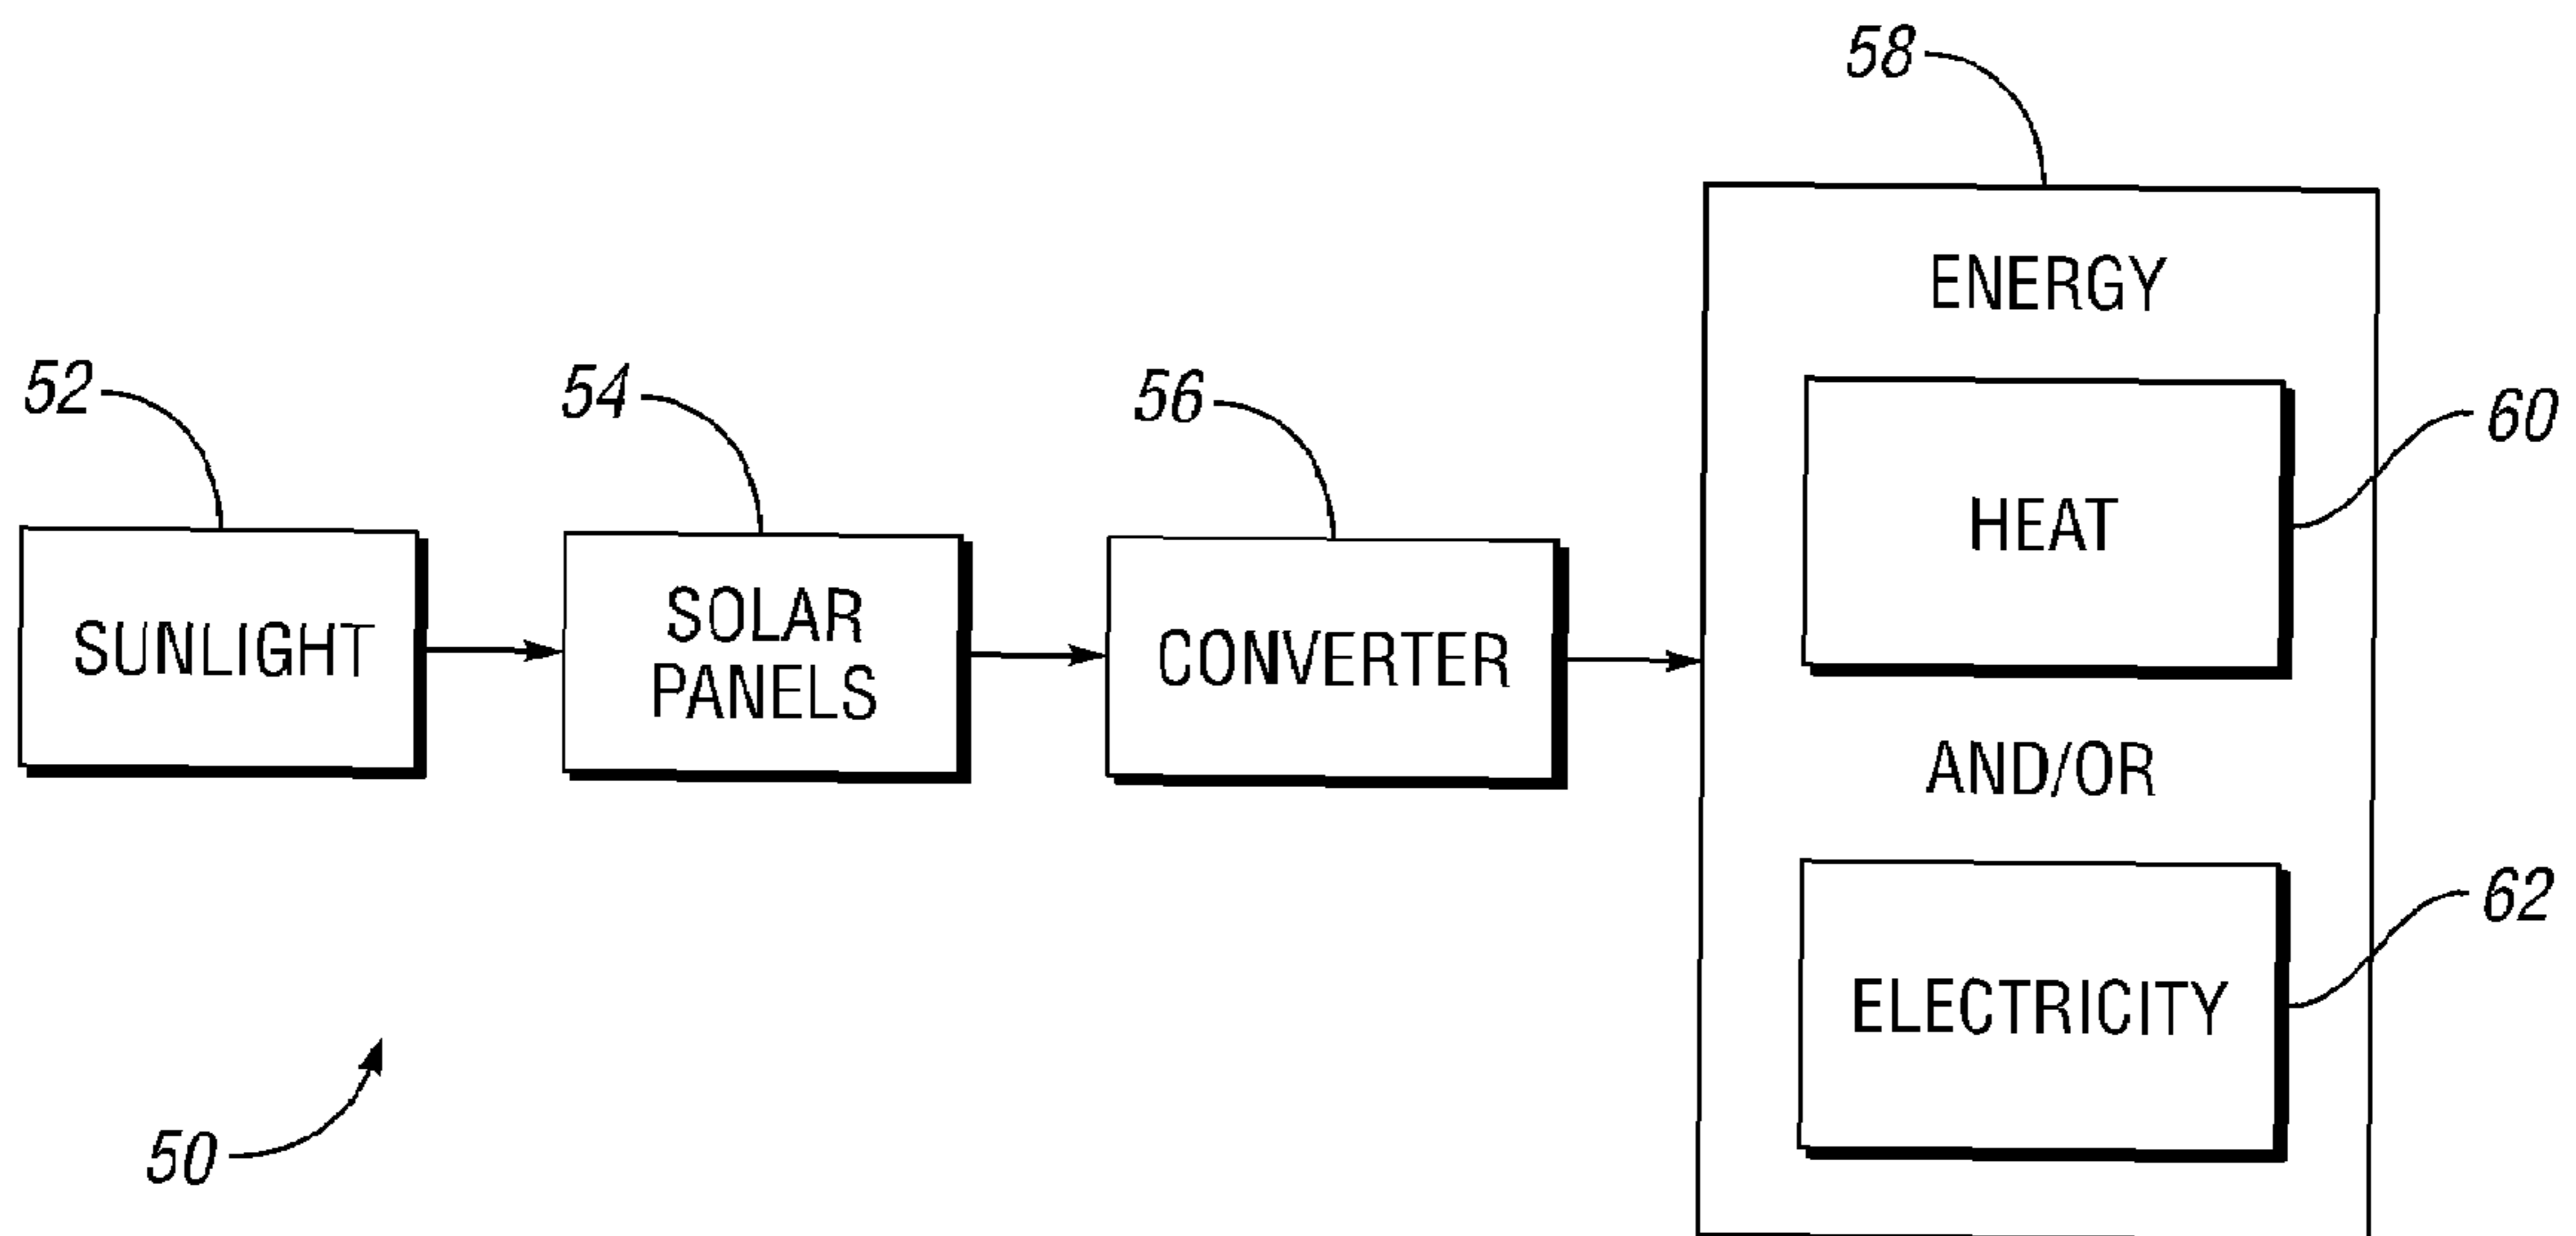 58
ENERGY
52
54
56
60
HEAT
SUNLIGHT
SOLAR
PANELS
CONVERTER
AND/OR
62
ELECTRICITY
50